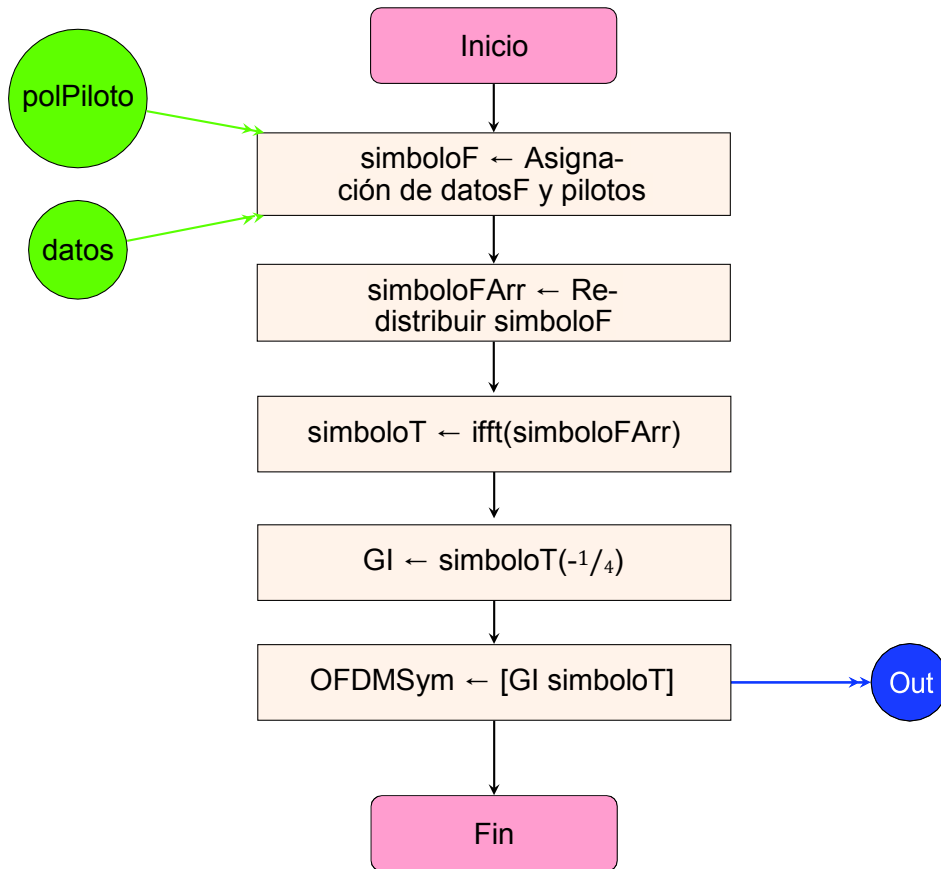 Inicio
polPiloto
simboloF ← Asigna-
ción de datosF y pilotos
datos
simboloFArr ← Re-
distribuir simboloF
simboloT ← ifft(simboloFArr)
GI ← simboloT(-1/4)
OFDMSym ← [GI simboloT]
Out
Fin